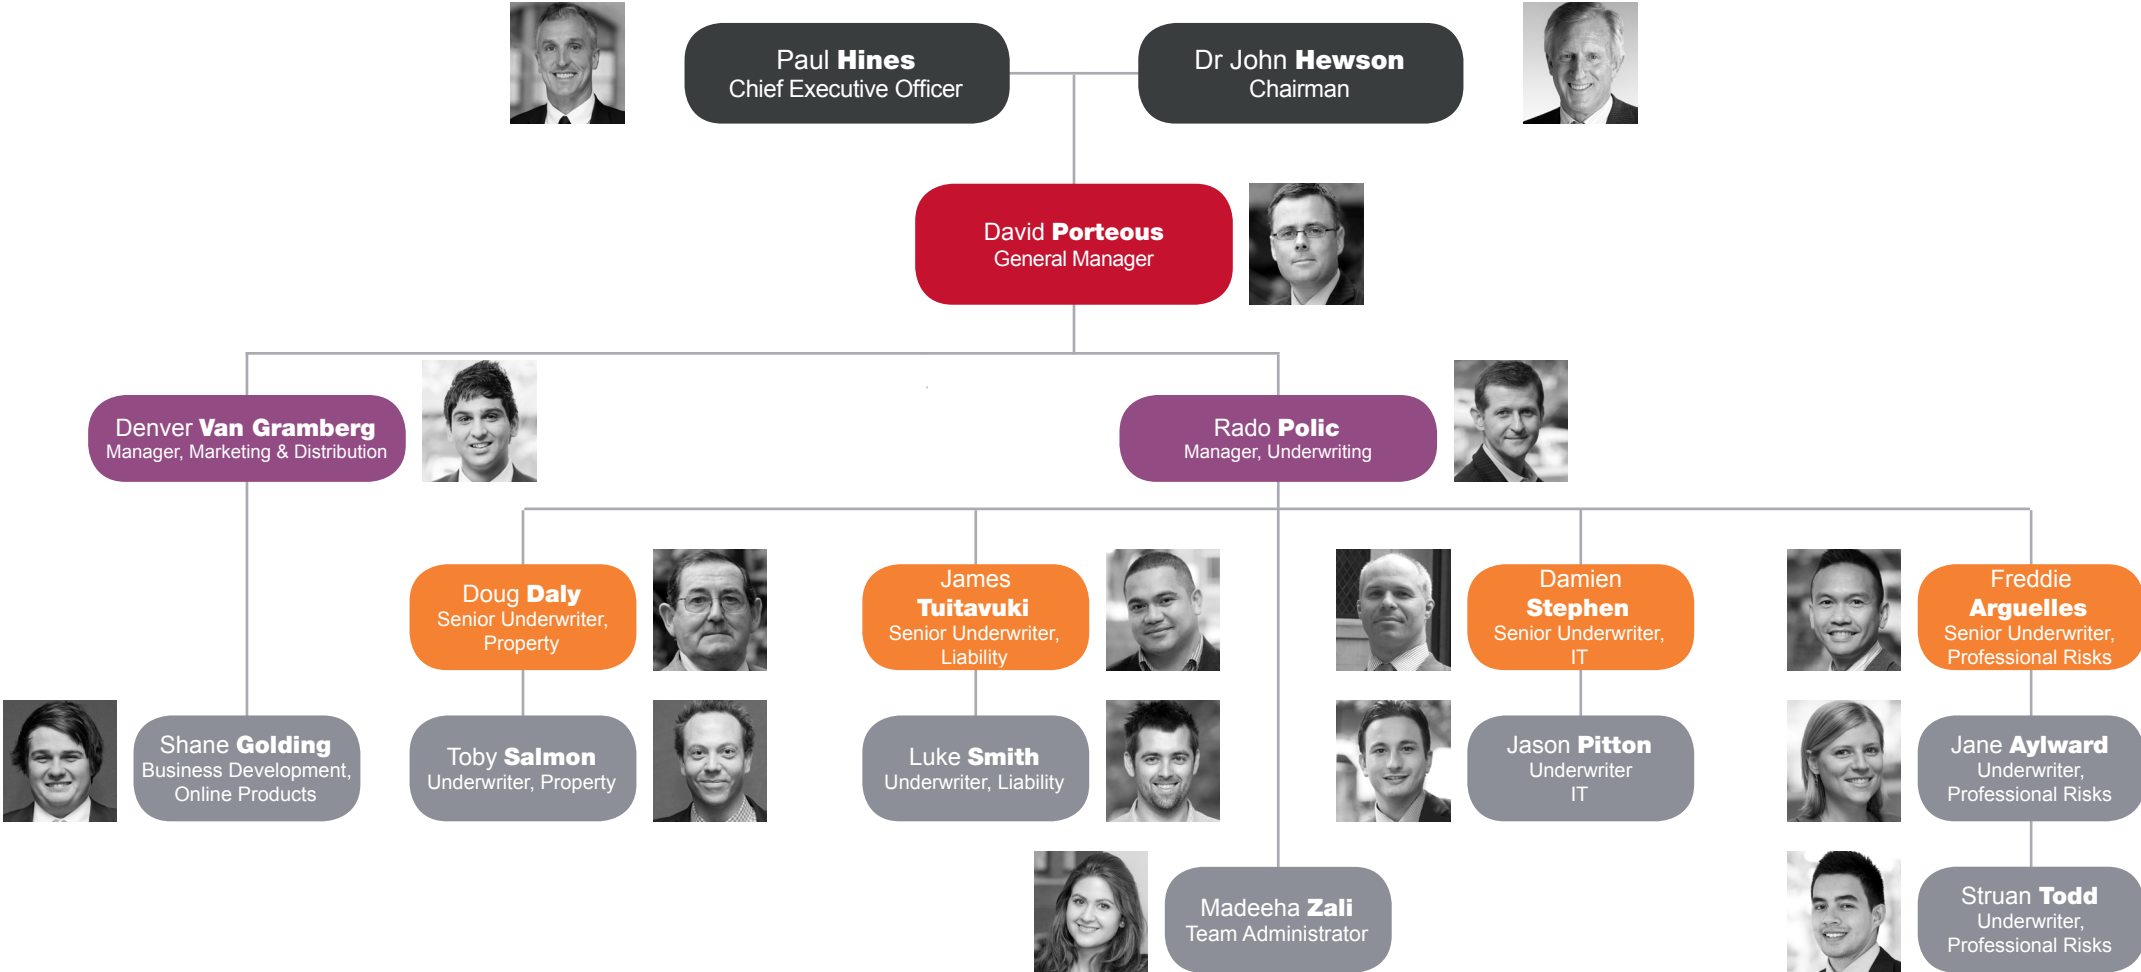 Paul Hines
Chief Executive Officer
Dr John Hewson
Chairman
David Porteous
General Manager
Denver Van Gramberg
Manager, Marketing & Distribution
Rado Polic
Manager, Underwriting
Doug Daly
Senior Underwriter,
Property
James
Tuitavuki
Senior Underwriter,
Liability
Damien
Stephen
Senior Underwriter,
IT
Freddie
Arguelles
Senior Underwriter,
Professional Risks
Shane Golding
Business Development,
Online Products
Toby Salmon
Underwriter, Property
Luke Smith
Underwriter, Liability
Jason Pitton
Underwriter
IT
Jane Aylward
Underwriter,
Professional Risks
Madeeha Zali
Team Administrator
Struan Todd
Underwriter,
Professional Risks